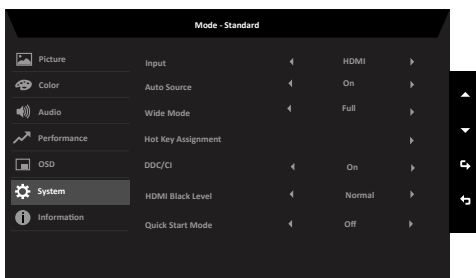 Mode - Standard
Picture
Color
Audio
Performance
OSD
System
Information
Input HDMI
Auto Source On
Wide Mode Full
Hot Key Assignment
DDC/CI On
HDMI Black Level Normal
Quick Start Mode Off